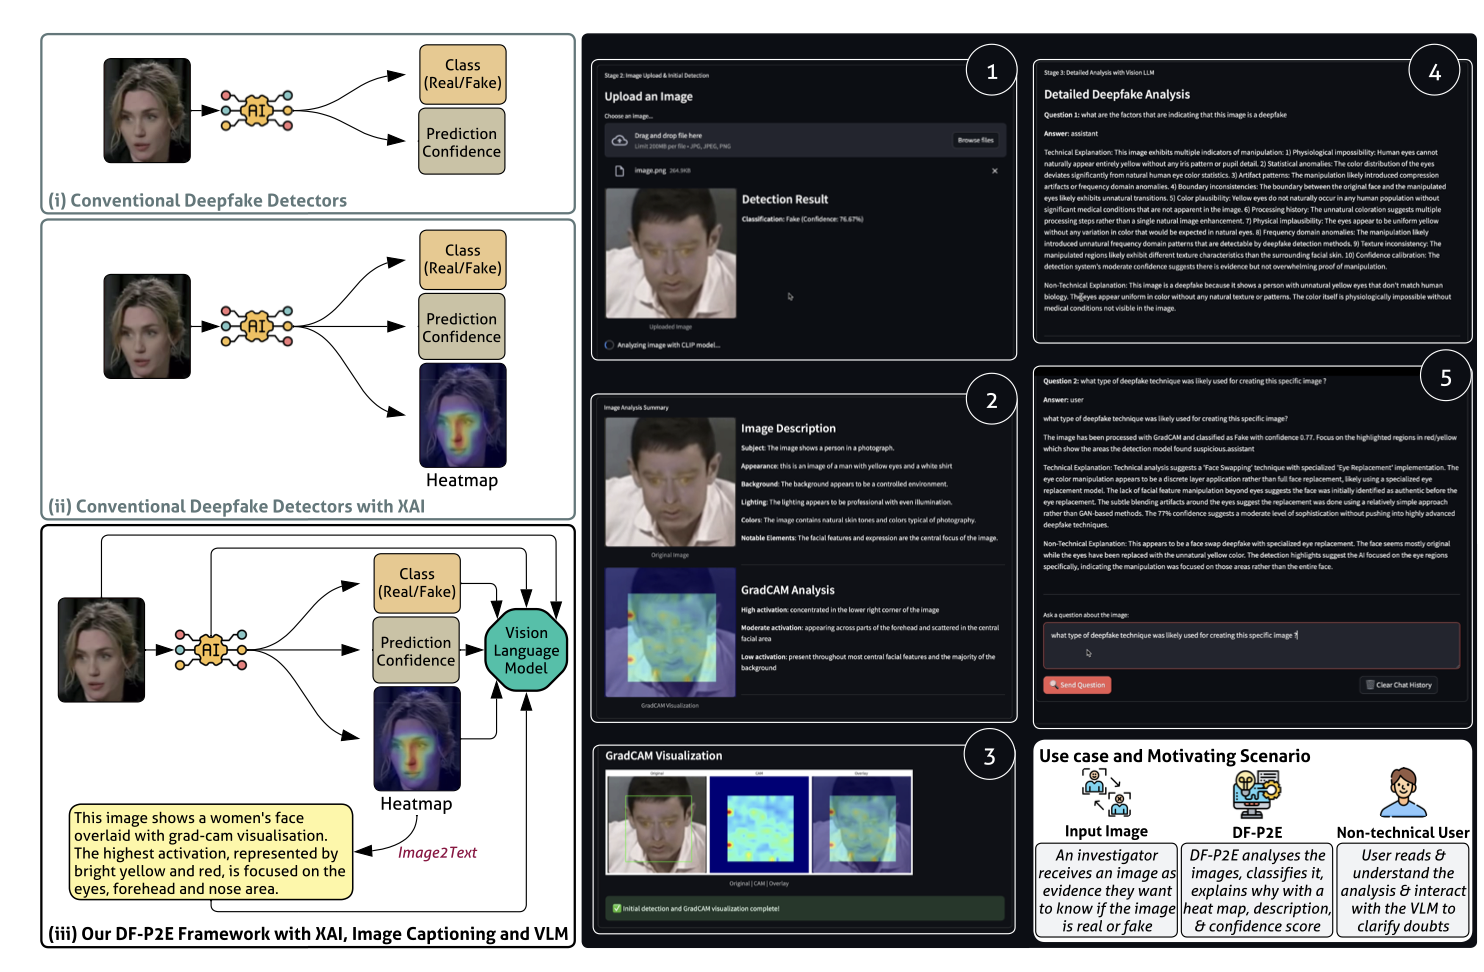 Class
(Real/Fake)
AI
Prediction
Confidence
(i) Conventional Deepfake Detectors
Class
(Real/Fake)
AI
Prediction
Confidence
Heatmap
(ii) Conventional Deepfake Detectors with XAI
Class
(Real/Fake)
AI
Prediction
Confidence
Vision
Language
Model
Heatmap
This image shows a women's face
overlaid with grad-cam visualisation.
The highest activation, represented by
bright yellow and red, is focused on the
eyes, forehead and nose area.
Image2Text
(iii) Our DF-P2E Framework with XAI, Image Captioning and VLM
1
Stage 2: Image Upload & Initial Detection
Upload an Image
Choose an image...
Drag and drop file here
Limit 200MB per file • JPG, JPEG, PNG
Browse files
image.png 264.9KB
Detection Result
Classification: Fake (Confidence: 76.67%)
Uploaded Image
Analyzing image with CLIP model...
2
Image Analysis Summary
Image Description
Subject: The image shows a person in a photograph.
Appearance: this is an image of a man with yellow eyes and a white shirt
Background: The background appears to be a controlled environment.
Lighting: The lighting appears to be professional with even illumination.
Colors: The image contains natural skin tones and colors typical of photography.
Notable Elements: The facial features and expression are the central focus of the image.
Original Image
GradCAM Analysis
High activation: concentrated in the lower right corner of the image
Moderate activation: appearing across parts of the forehead and scattered in the central
facial area
Low activation: present throughout most central facial features and the majority of the
background
GradCAM Visualization
3
GradCAM Visualization
Original
CAM
Overlay
Original | CAM | Overlay
Initial detection and GradCAM visualization complete!
4
Stage 3: Detailed Analysis with Vision LLM
Detailed Deepfake Analysis
Question 1: what are the factors that are indicating that this image is a deepfake
Answer: assistant
Technical Explanation: This image exhibits multiple indicators of manipulation: 1) Physiological impossibility: Human eyes cannot
naturally appear entirely yellow without any iris pattern or pupil detail. 2) Statistical anomalies: The color distribution of the eyes
deviates significantly from natural human eye color statistics. 3) Artifact patterns: The manipulation likely introduced compression
artifacts or frequency domain anomalies. 4) Boundary inconsistencies: The boundary between the original face and the manipulated
eyes likely exhibits unnatural transitions. 5) Color plausibility: Yellow eyes do not naturally occur in any human population without
significant medical conditions that are not apparent in the image. 6) Processing history: The unnatural coloration suggests multiple
processing steps rather than a single natural image enhancement. 7) Physical implausibility: The eyes appear to be uniform yellow
without any variation in color that would be expected in natural eyes. 8) Frequency domain anomalies: The manipulation likely
introduced unnatural frequency domain patterns that are detectable by deepfake detection methods. 9) Texture inconsistency: The
manipulated regions likely exhibit different texture characteristics than the surrounding facial skin. 10) Confidence calibration: The
detection system's moderate confidence suggests there is evidence but not overwhelming proof of manipulation.
Non-Technical Explanation: This image is a deepfake because it shows a person with unnatural yellow eyes that don't match human
biology. The eyes appear uniform in color without any natural texture or patterns. The color itself is physiologically impossible without
medical conditions not visible in the image.
5
Question 2: what type of deepfake technique was likely used for creating this specific image ?
Answer: user
what type of deepfake technique was likely used for creating this specific image?
The image has been processed with GradCAM and classified as Fake with confidence 0.77. Focus on the highlighted regions in red/yellow
which show the areas the detection model found suspicious.assistant
Technical Explanation: Technical analysis suggests a 'Face Swapping' technique with specialized 'Eye Replacement' implementation. The
eye color manipulation appears to be a discrete layer application rather than full face replacement, likely using a specialized eye
replacement model. The lack of facial feature manipulation beyond eyes suggests the face was initially identified as authentic before the
eye replacement. The subtle blending artifacts around the eyes suggest the replacement was done using a relatively simple approach
rather than GAN-based methods. The 77% confidence suggests a moderate level of sophistication without pushing into highly advanced
deepfake techniques.
Non-Technical Explanation: This appears to be a face swap deepfake with specialized eye replacement. The face seems mostly original
while the eyes have been replaced with the unnatural yellow color. The detection highlights suggest the AI focused on the eye regions
specifically, indicating the manipulation was focused on those areas rather than the entire face.
Ask a question about the image:
what type of deepfake technique was likely used for creating this specific image ?
Send Question
Clear Chat History
Use case and Motivating Scenario
Input Image
An investigator
receives an image as
evidence they want
to know if the image
is real or fake
DF-P2E
DF-P2E analyses the
images, classifies it,
explains why with a
heat map, description,
& confidence score
Non-technical User
User reads &
understand the
analysis & interact
with the VLM to
clarify doubts